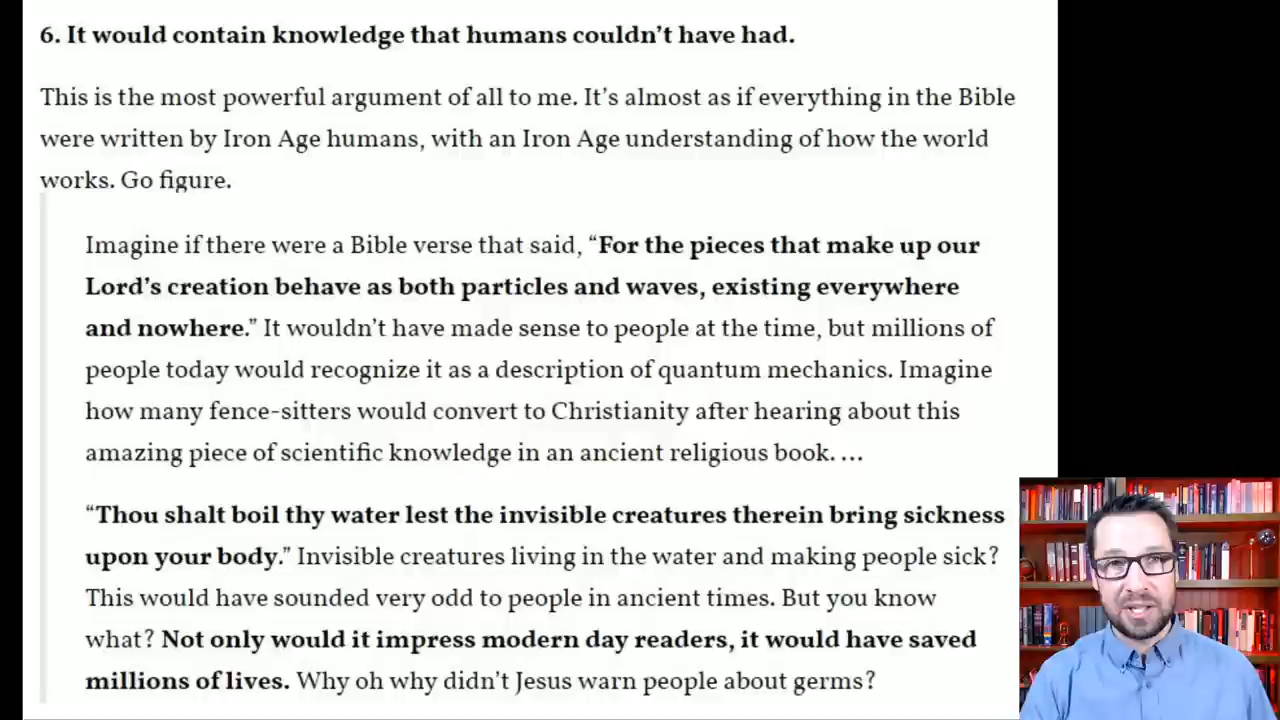 6. It would contain knowledge that humans couldn’t have had.
This is the most powerful argument of all to me. It’s almost as if everything in the Bible
were written by Iron Age humans, with an Iron Age understanding of how the world
works. Go figure.
Imagine if there were a Bible verse that said, “For the pieces that make up our
Lord’s creation behave as both particles and waves, existing everywhere
and nowhere.” It wouldn’t have made sense to people at the time, but millions of
people today would recognize it as a description of quantum mechanics. Imagine
how many fence-sitters would convert to Christianity after hearing about this
amazing piece of scientific knowledge in an ancient religious book. …
“Thou shalt boil thy water lest the invisible creatures therein bring sickness
upon your body.” Invisible creatures living in the water and making people sick?
This would have sounded very odd to people in ancient times. But you know
what? Not only would it impress modern day readers, it would have saved
millions of lives. Why oh why didn’t Jesus warn people about germs?